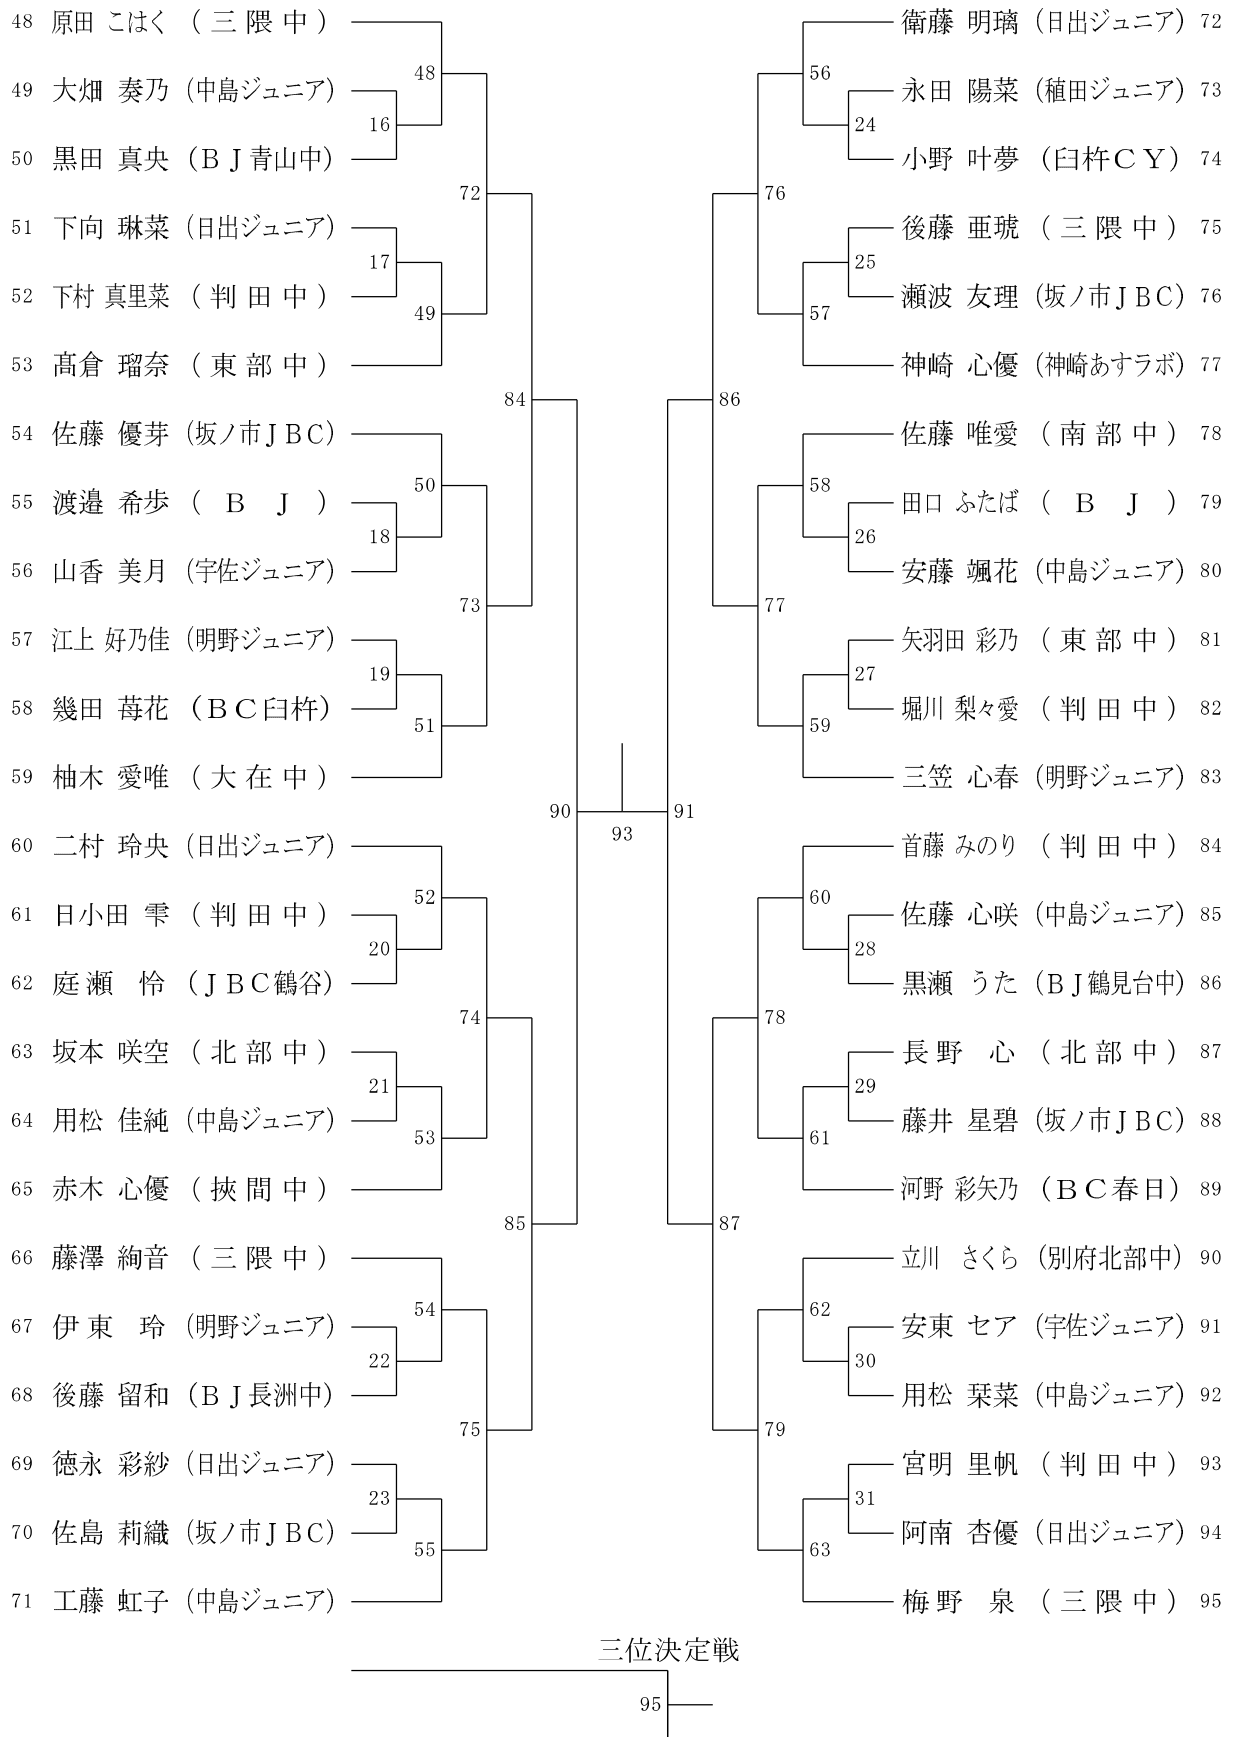 48 原田 こはく (三隈中)
49 大畑 奏乃 (中島ジュニア)
50 黒田 真央 (BJ青山中)
51 下向 琳菜 (日出ジュニア)
52 下村 真里菜 (判田中)
53 髙倉 瑠奈 (東部中)
54 佐藤 優芽 (坂ノ市JBC)
55 渡邉 希歩 (BJ)
56 山香 美月 (宇佐ジュニア)
57 江上 好乃佳 (明野ジュニア)
58 幾田 苺花 (BC臼杵)
59 柚木 愛唯 (大在中)
60 二村 玲央 (日出ジュニア)
61 日小田 雫 (判田中)
62 庭瀬 怜 (JBC鶴谷)
63 坂本 咲空 (北部中)
64 用松 佳純 (中島ジュニア)
65 赤木 心優 (挾間中)
66 藤澤 絢音 (三隈中)
67 伊東 玲 (明野ジュニア)
68 後藤 留和 (BJ長洲中)
69 徳永 彩紗 (日出ジュニア)
70 佐島 莉織 (坂ノ市JBC)
71 工藤 虹子 (中島ジュニア)
16
17
18
19
20
21
22
23
48
49
50
51
52
53
54
55
72
73
74
75
84
85
90
93
91
86
87
76
77
78
79
56
57
58
59
60
61
62
63
24
25
26
27
28
29
30
31
衛藤 明璃 (日出ジュニア) 72
永田 陽菜 (稙田ジュニア) 73
小野 叶夢 (臼杵CY) 74
後藤 亜琥 (三隈中) 75
瀬波 友理 (坂ノ市JBC) 76
神崎 心優 (神崎あすラボ) 77
佐藤 唯愛 (南部中) 78
田口 ふたば (BJ) 79
安藤 颯花 (中島ジュニア) 80
矢羽田 彩乃 (東部中) 81
堀川 梨々愛 (判田中) 82
三笠 心春 (明野ジュニア) 83
首藤 みのり (判田中) 84
佐藤 心咲 (中島ジュニア) 85
黒瀬 うた (BJ鶴見台中) 86
長野 心 (北部中) 87
藤井 星碧 (坂ノ市JBC) 88
河野 彩矢乃 (BC春日) 89
立川 さくら (別府北部中) 90
安東 セア (宇佐ジュニア) 91
用松 栞菜 (中島ジュニア) 92
宮明 里帆 (判田中) 93
阿南 杏優 (日出ジュニア) 94
梅野 泉 (三隈中) 95
三位決定戦
95